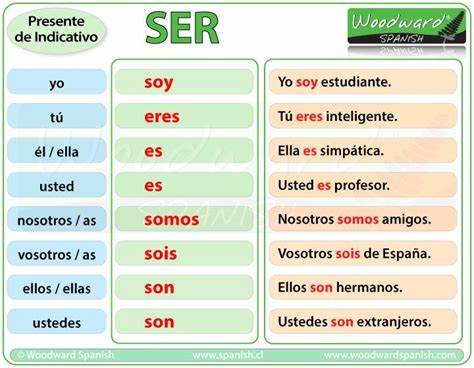 Presente
de Indicativo
SER
Woodward®
SPANISH
yo soy Yo soy estudiante.
tú eres Tú eres inteligente.
él / ella es Ella es simpática.
usted es Usted es profesor.
nosotros / as somos Nosotros somos amigos.
vosotros / as sois Vosotros sois de España.
ellos / ellas son Ellos son hermanos.
ustedes son Ustedes son extranjeros.
Woodward
SPANISH
© Woodward Spanish www.spanish.cl www.woodwardspanish.com